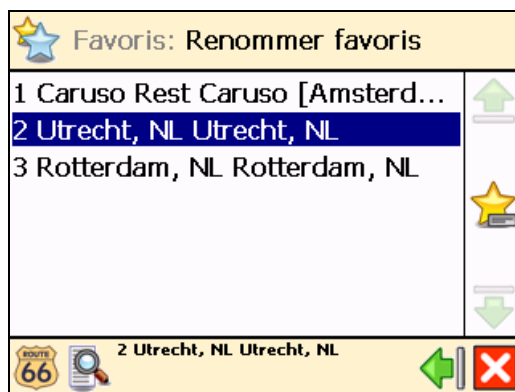 Favoris: Renommer favoris
1 Caruso Rest Caruso [Amsterd...
2 Utrecht, NL Utrecht, NL
3 Rotterdam, NL Rotterdam, NL
ROUTE
66
2 Utrecht, NL Utrecht, NL